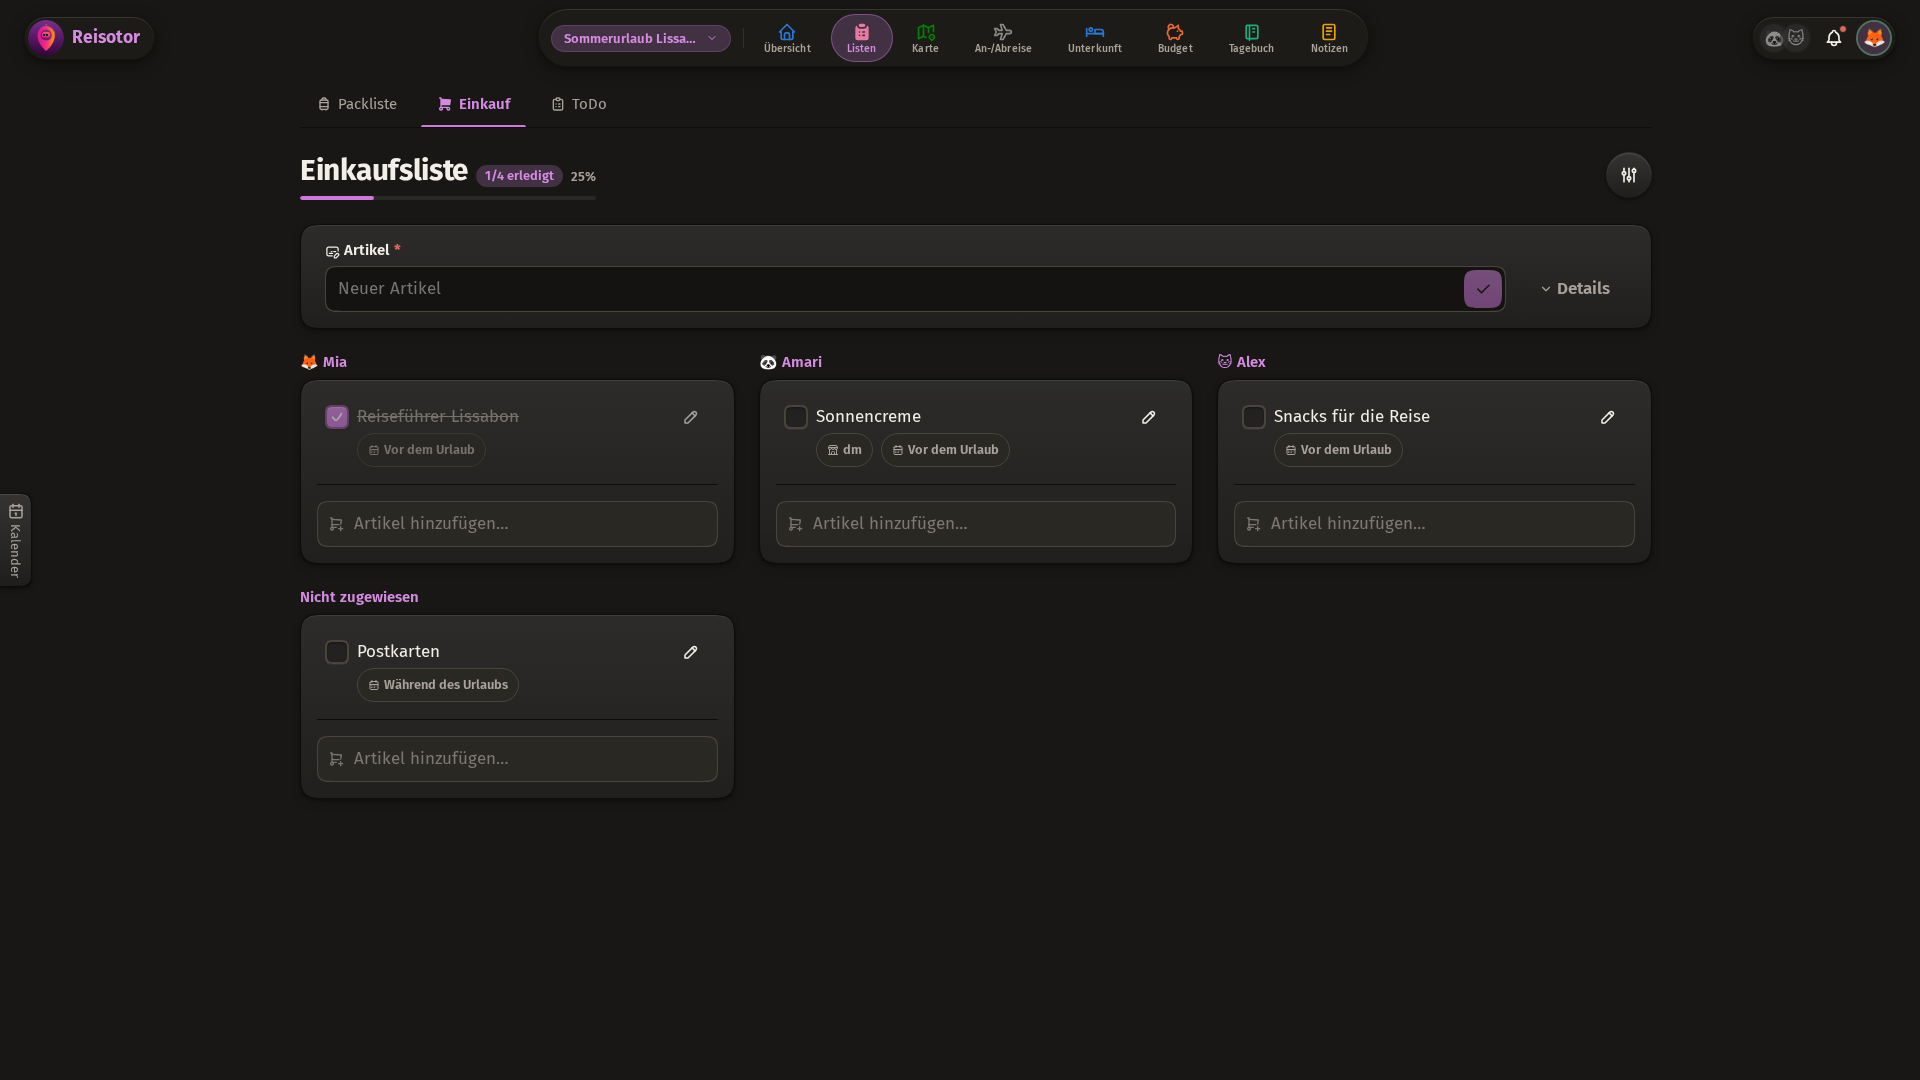 Reisotor
Sommerurlaub Lissa...
Übersicht
Listen
Karte
An-/Abreise
Unterkunft
Budget
Tagebuch
Notizen
Packliste
Einkauf
ToDo
Einkaufsliste
1/4 erledigt
25%
Artikel *
Neuer Artikel
Details
Mia
Amari
Alex
Reiseführer Lissabon
Vor dem Urlaub
Sonnencreme
dm
Vor dem Urlaub
Snacks für die Reise
Vor dem Urlaub
Artikel hinzufügen...
Artikel hinzufügen...
Artikel hinzufügen...
Kalender
Nicht zugewiesen
Postkarten
Während des Urlaubs
Artikel hinzufügen...